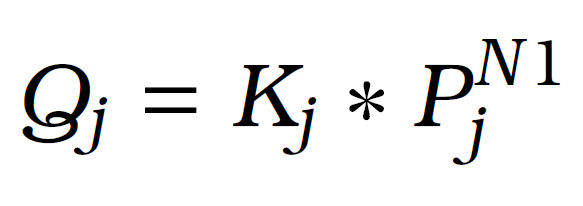 Q_j = K_j * P_j^{N1}